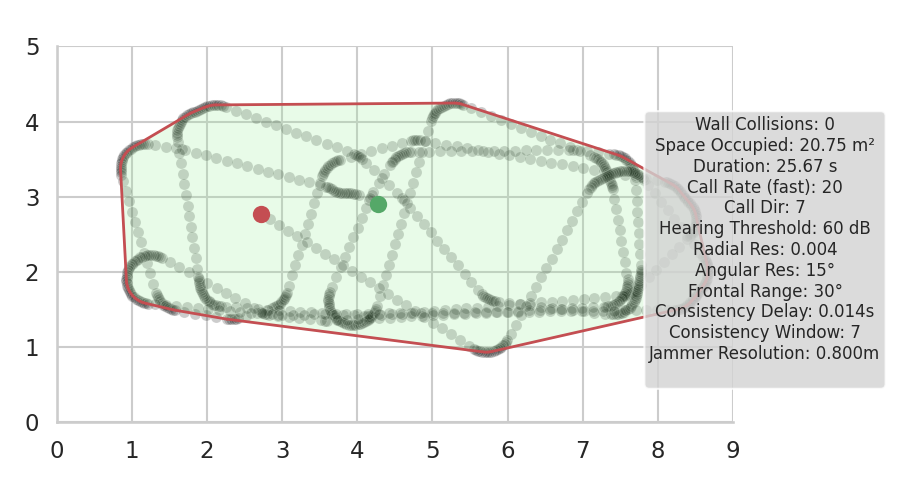 5
4
3
2
1
0
0 1 2 3 4 5 6 7 8 9
Wall Collisions: 0
Space Occupied: 20.75 m²
Duration: 25.67 s
Call Rate (fast): 20
Call Dir: 7
Hearing Threshold: 60 dB
Radial Res: 0.004
Angular Res: 15°
Frontal Range: 30°
Consistency Delay: 0.014s
Consistency Window: 7
Jammer Resolution: 0.800m